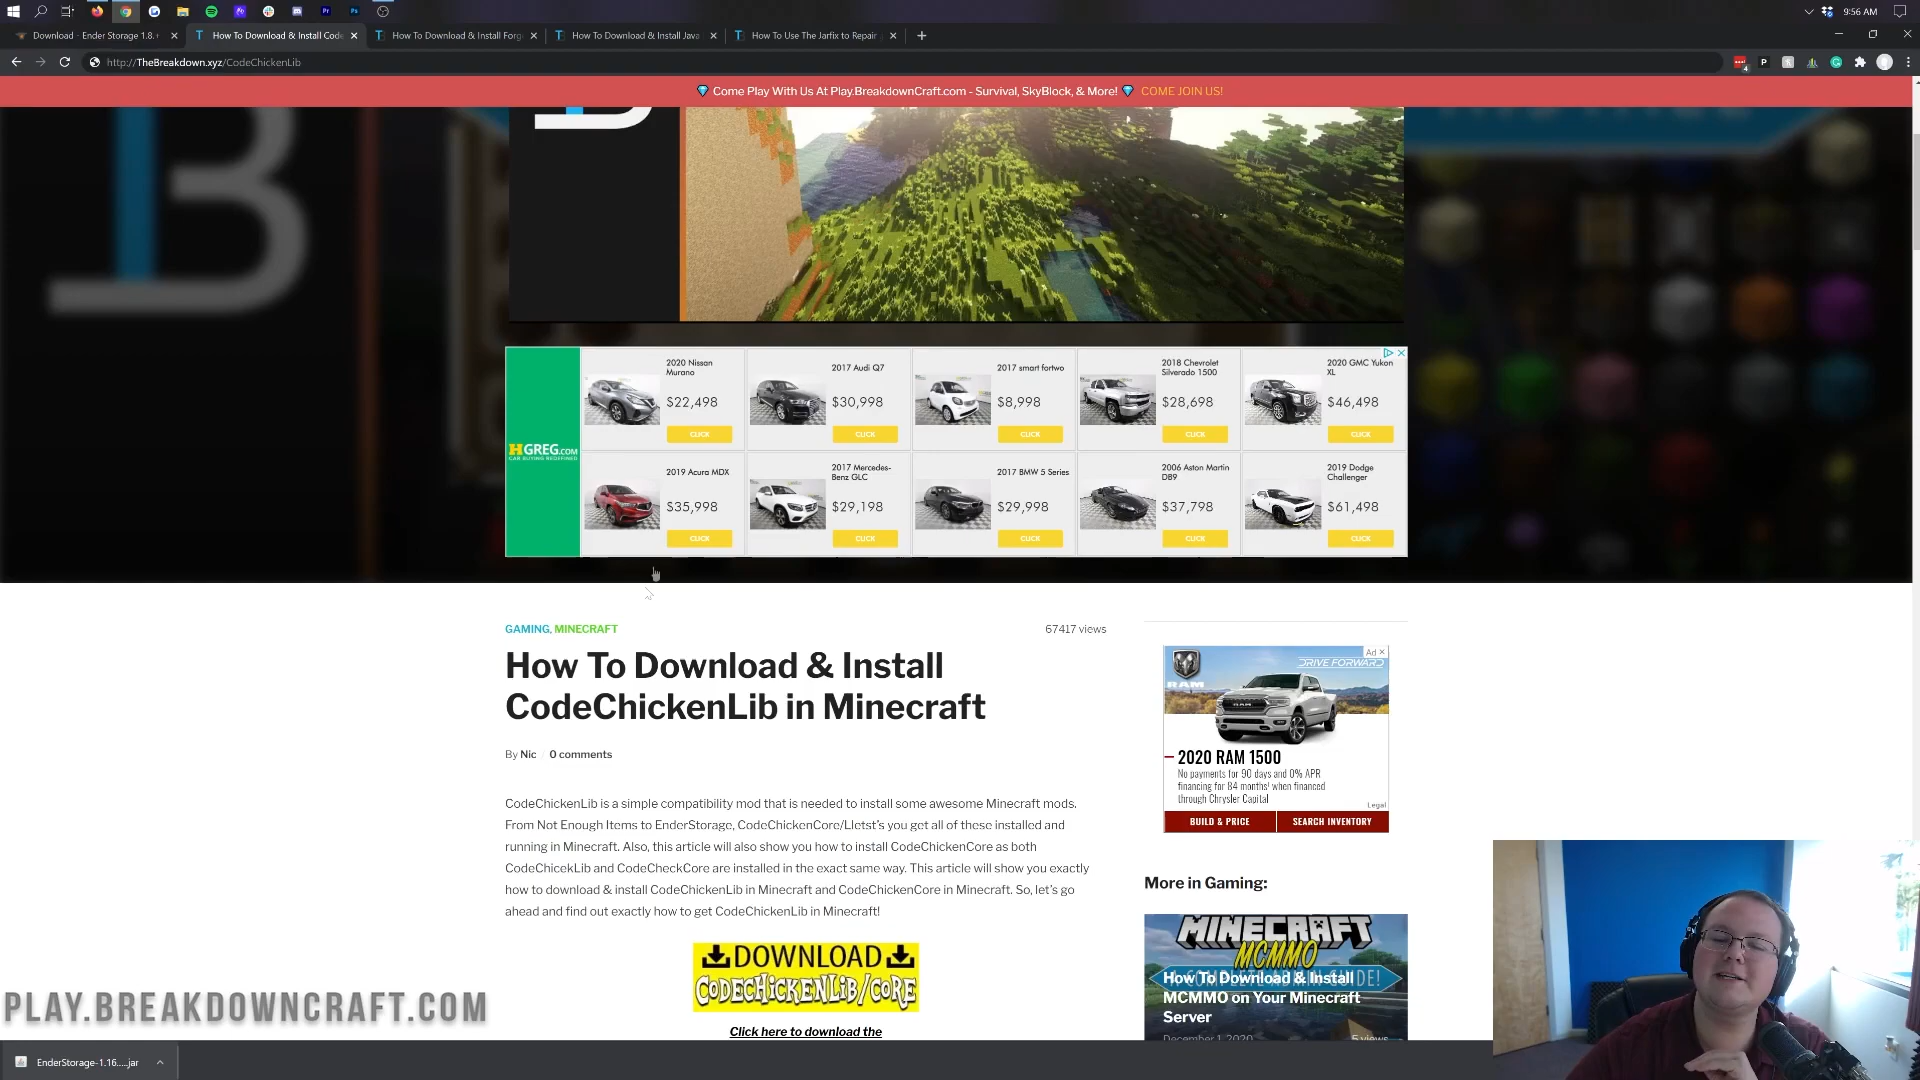 9:56 AM
Download - Ender Storage 1.8.+
How To Download & Install Code
How To Download & Install Forg
How To Download & Install Java
How To Use The Jarfix to Repair
http://TheBreakdown.xyz/CodeChickenLib
Come Play With Us At Play.BreakdownCraft.com - Survival, SkyBlock, & More! COME JOIN US!
HGREG.COM
CAR BUYING REDEFINED
2020 Nissan Murano
$22,498
CLICK
2017 Audi Q7
$30,998
CLICK
2017 smart fortwo
$8,998
CLICK
2018 Chevrolet Silverado 1500
$28,698
CLICK
2020 GMC Yukon XL
$46,498
CLICK
2019 Acura MDX
$35,998
CLICK
2017 Mercedes-Benz GLC
$29,198
CLICK
2017 BMW 5 Series
$29,998
CLICK
2006 Aston Martin DB9
$37,798
CLICK
2019 Dodge Challenger
$61,498
CLICK
GAMING, MINECRAFT
67417 views
How To Download & Install
CodeChickenLib in Minecraft
By Nic / 0 comments
CodeChickenLib is a simple compatibility mod that is needed to install some awesome Minecraft mods.
From Not Enough Items to EnderStorage, CodeChickenCore/Lletst's you get all of these installed and
running in Minecraft. Also, this article will also show you how to install CodeChickenCore as both
CodeChicekLib and CodeCheckCore are installed in the exact same way. This article will show you exactly
how to download & install CodeChickenLib in Minecraft and CodeChickenCore in Minecraft. So, let's go
ahead and find out exactly how to get CodeChickenLib in Minecraft!
DOWNLOAD
CODECHICKENLIB/CORE
Click here to download the
Ad
RAM
DRIVE FORWARD
2020 RAM 1500
No payments for 90 days and 0% APR
financing for 84 months¹ when financed
through Chrysler Capital
Legal
BUILD & PRICE
SEARCH INVENTORY
More in Gaming:
MINECRAFT
MCMMO
A COMPLETE ADMIN GUIDE!
How To Download & Install
MCMMO on Your Minecraft
Server
December 1, 2020
5 views
PLAY.BREAKDOWNCRAFT.COM
EnderStorage-1.16.....jar